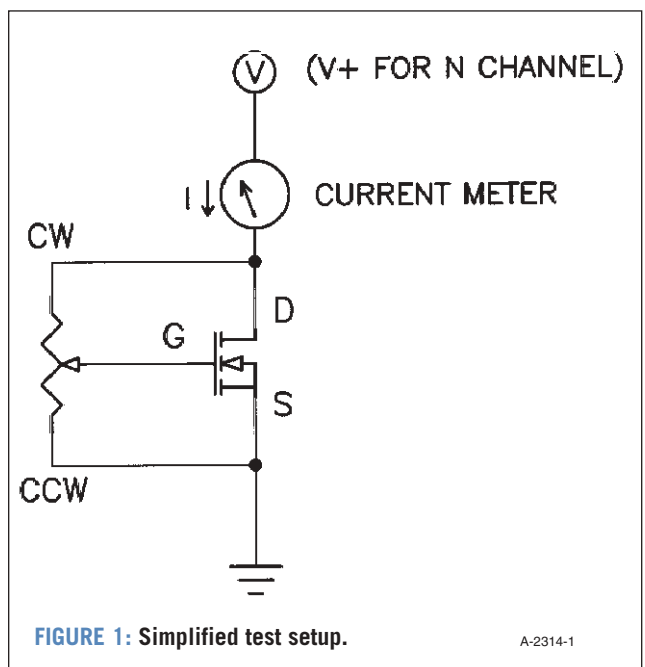 V (V+ FOR N CHANNEL)
I CURRENT METER
CW
D
G
S
CCW
FIGURE 1: Simplified test setup.
A-2314-1